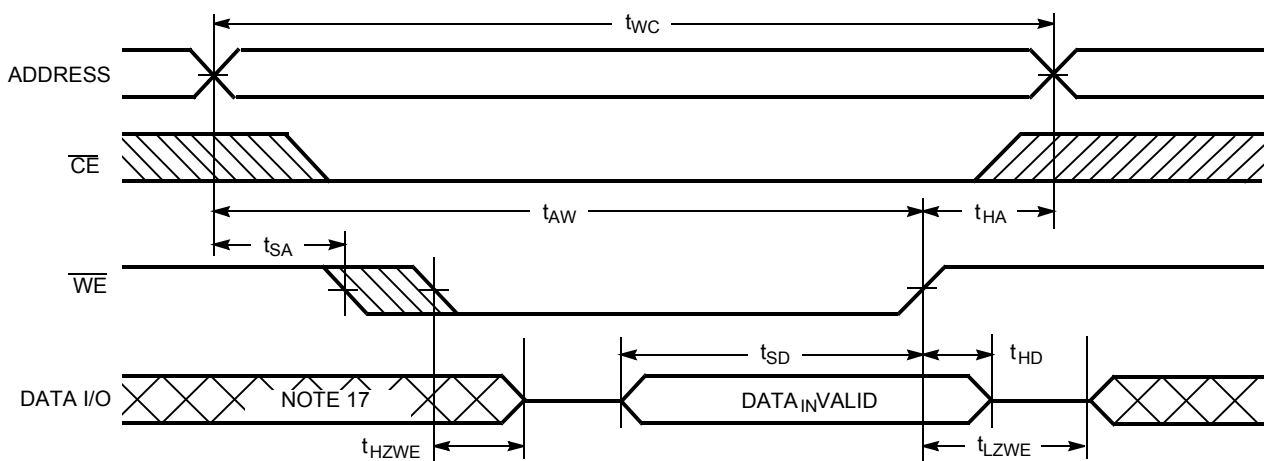 tWC
ADDRESS
CE
tAW
tHA
tSA
WE
tSD
tHD
DATA I/O
NOTE 17
DATAINVALID
tHZWE
tLZWE